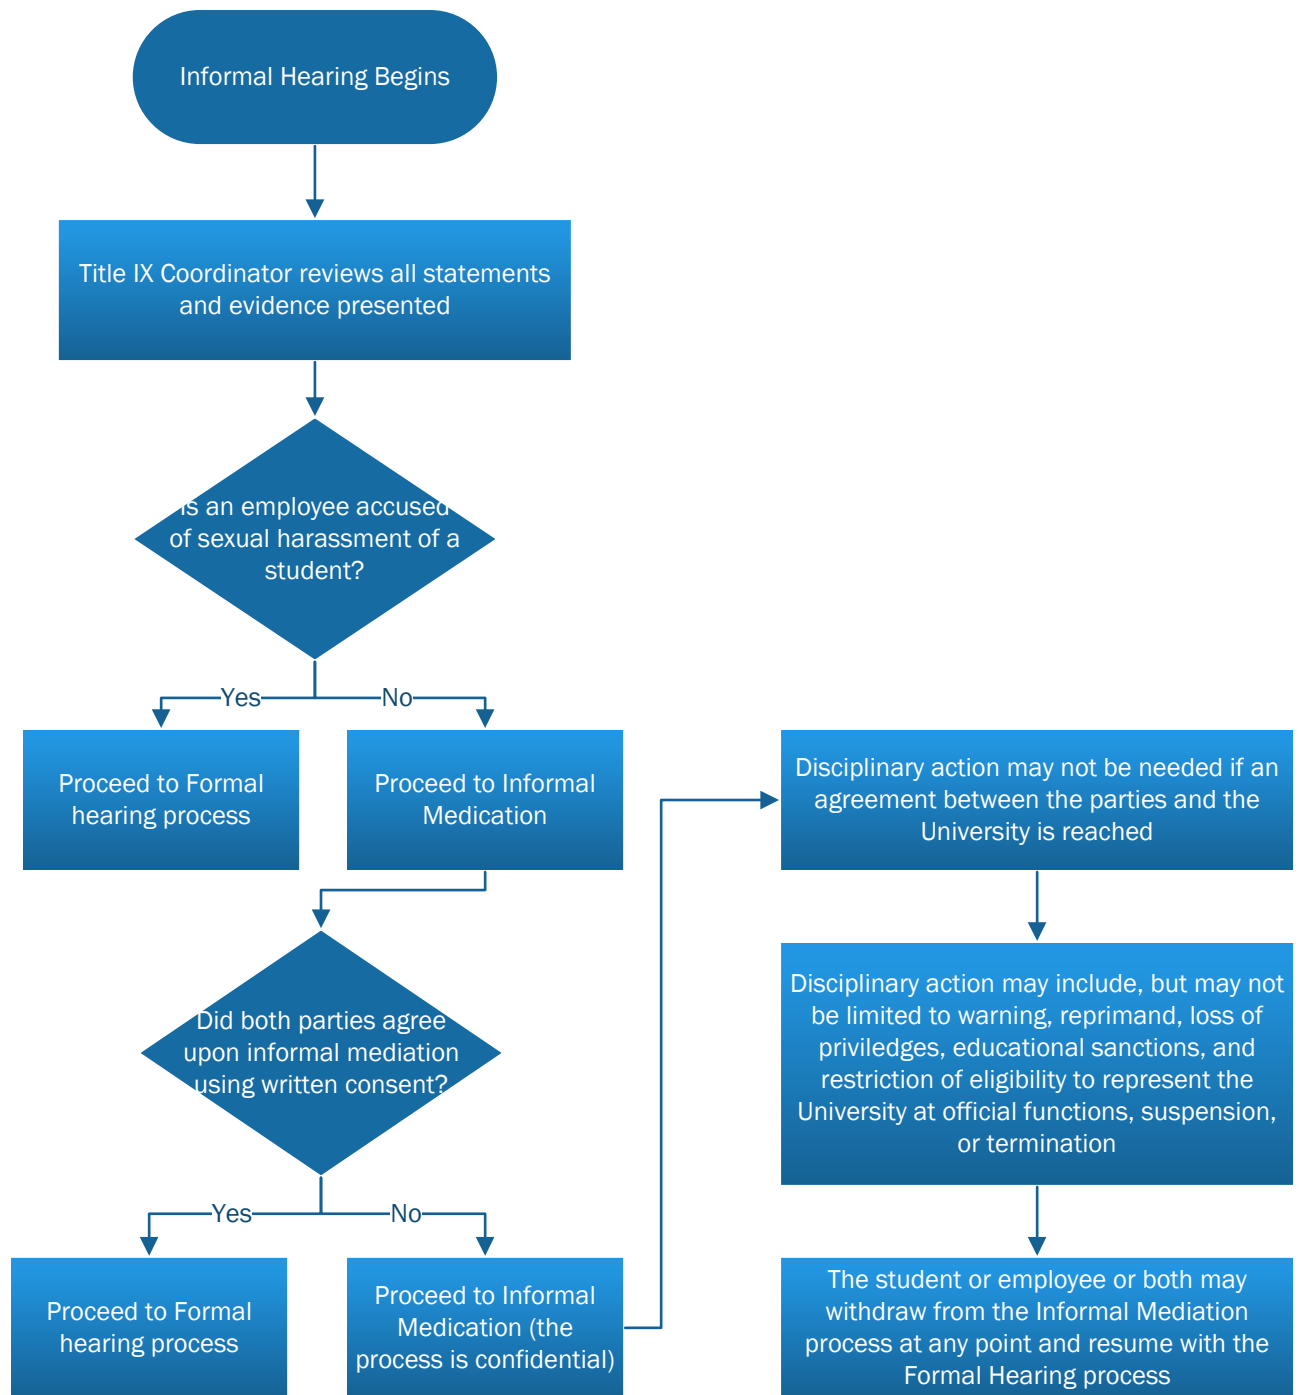 Informal Hearing Begins
Title IX Coordinator reviews all statements
and evidence presented
Is an employee accused
of sexual harassment of a
student?
Yes
No
Proceed to Formal
hearing process
Proceed to Informal
Medication
Did both parties agree
upon informal mediation
using written consent?
Yes
No
Proceed to Formal
hearing process
Proceed to Informal
Medication (the
process is confidential)
Disciplinary action may not be needed if an
agreement between the parties and the
University is reached
Disciplinary action may include, but may not
be limited to warning, reprimand, loss of
priviledges, educational sanctions, and
restriction of eligibility to represent the
University at official functions, suspension,
or termination
The student or employee or both may
withdraw from the Informal Mediation
process at any point and resume with the
Formal Hearing process